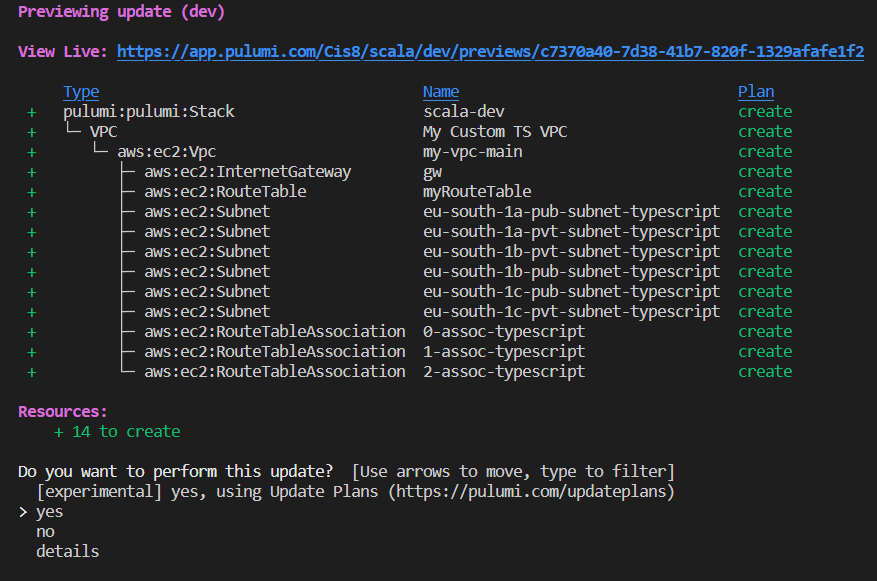 Previewing update (dev)
View Live: https://app.pulumi.com/Cis8/scala/dev/previews/c7370a40-7d38-41b7-820f-1329afafe1f2
Type Name Plan
+ pulumi:pulumi:Stack scala-dev create
+ └─ VPC My Custom TS VPC create
+ └─ aws:ec2:Vpc my-vpc-main create
+ ├─ aws:ec2:InternetGateway gw create
+ ├─ aws:ec2:RouteTable myRouteTable create
+ ├─ aws:ec2:Subnet eu-south-1a-pub-subnet-typescript create
+ ├─ aws:ec2:Subnet eu-south-1a-pvt-subnet-typescript create
+ ├─ aws:ec2:Subnet eu-south-1b-pvt-subnet-typescript create
+ ├─ aws:ec2:Subnet eu-south-1b-pub-subnet-typescript create
+ ├─ aws:ec2:Subnet eu-south-1c-pub-subnet-typescript create
+ ├─ aws:ec2:Subnet eu-south-1c-pvt-subnet-typescript create
+ ├─ aws:ec2:RouteTableAssociation 0-assoc-typescript create
+ ├─ aws:ec2:RouteTableAssociation 1-assoc-typescript create
+ └─ aws:ec2:RouteTableAssociation 2-assoc-typescript create
Resources:
+ 14 to create
Do you want to perform this update? [Use arrows to move, type to filter]
[experimental] yes, using Update Plans (https://pulumi.com/updateplans)
> yes
no
details